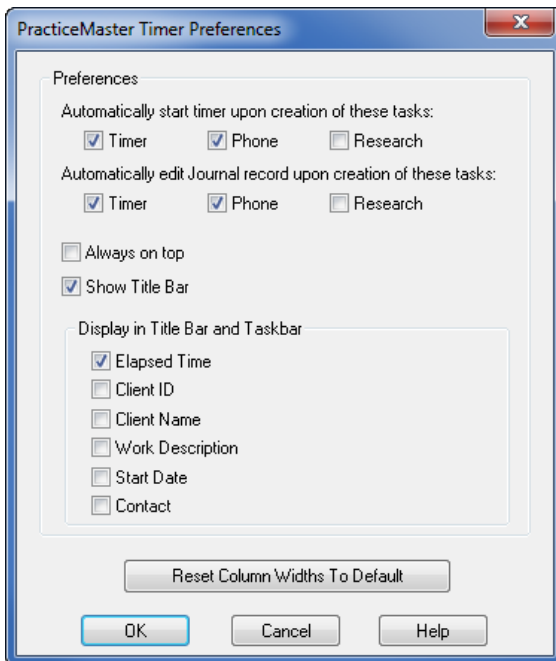 PracticeMaster Timer Preferences
Preferences
Automatically start timer upon creation of these tasks:
Timer Phone Research
Automatically edit Journal record upon creation of these tasks:
Timer Phone Research
Always on top
Show Title Bar
Display in Title Bar and Taskbar
Elapsed Time
Client ID
Client Name
Work Description
Start Date
Contact
Reset Column Widths To Default
OK Cancel Help